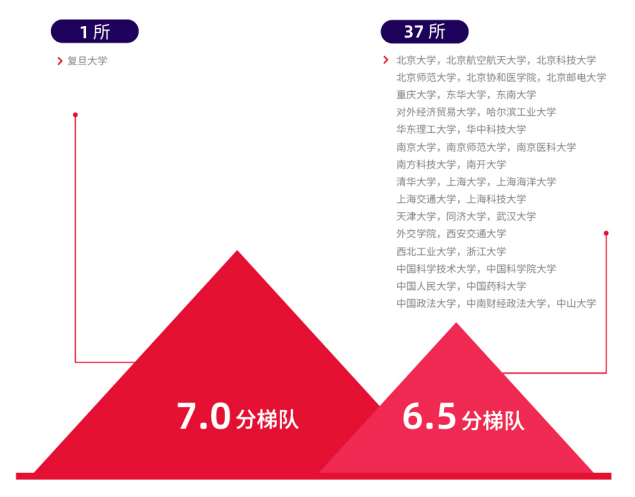 1 所
复旦大学
37 所
北京大学，北京航空航天大学，北京科技大学
北京师范大学，北京协和医学院，北京邮电大学
重庆大学，东华大学，东南大学
对外经济贸易大学，哈尔滨工业大学
华东理工大学，华中科技大学
南京大学，南京师范大学，南京医科大学
南方科技大学，南开大学
清华大学，上海大学，上海海洋大学
上海交通大学，上海科技大学
天津大学，同济大学，武汉大学
外交学院，西安交通大学
西北工业大学，浙江大学
中国科学技术大学，中国科学院大学
中国人民大学，中国药科大学
中国政法大学，中南财经政法大学，中山大学
7.0 分梯队
6.5 分梯队